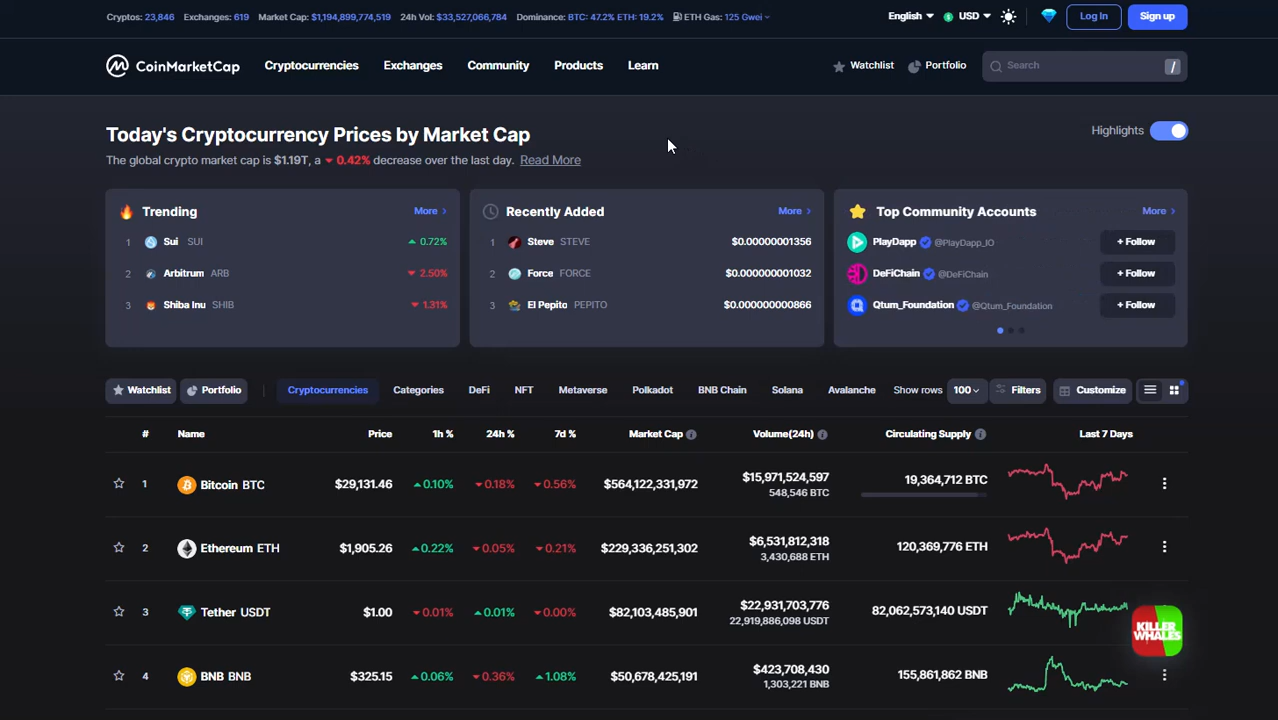 Cryptos: 23,846 Exchanges: 619 Market Cap: $1,194,899,774,519 24h Vol: $33,527,066,784 Dominance: BTC: 47.2% ETH: 19.2% ETH Gas: 125 Gwei English USD Log In Sign up
CoinMarketCap Cryptocurrencies Exchanges Community Products Learn Watchlist Portfolio Search /
Today's Cryptocurrency Prices by Market Cap Highlights
The global crypto market cap is $1.19T, a 0.42% decrease over the last day. Read More
Trending More
1 Sui SUI 0.72%
2 Arbitrum ARB 2.50%
3 Shiba Inu SHIB 1.31%
Recently Added More
1 Steve STEVE $0.00000001356
2 Force FORCE $0.000000001032
3 El Pepito PEPITO $0.000000000866
Top Community Accounts More
PlayDapp @PlayDapp_IO + Follow
DeFiChain @DeFiChain + Follow
Qtum_Foundation @Qtum_Foundation + Follow
Watchlist Portfolio Cryptocurrencies Categories DeFi NFT Metaverse Polkadot BNB Chain Solana Avalanche Show rows 100 Filters Customize
# Name Price 1h % 24h % 7d % Market Cap Volume(24h) Circulating Supply Last 7 Days
1 Bitcoin BTC $29,131.46 0.10% 0.18% 0.56% $564,122,331,972 $15,971,524,597 19,364,712 BTC
548,546 BTC
2 Ethereum ETH $1,905.26 0.22% 0.05% 0.21% $229,336,251,302 $6,531,812,318 120,369,776 ETH
3,430,688 ETH
3 Tether USDT $1.00 0.01% 0.01% 0.00% $82,103,485,901 $22,931,703,776 82,062,573,140 USDT
22,919,886,098 USDT
KILLER
WHALES
4 BNB BNB $325.15 0.06% 0.36% 1.08% $50,678,425,191 $423,708,430 155,861,862 BNB
1,303,221 BNB